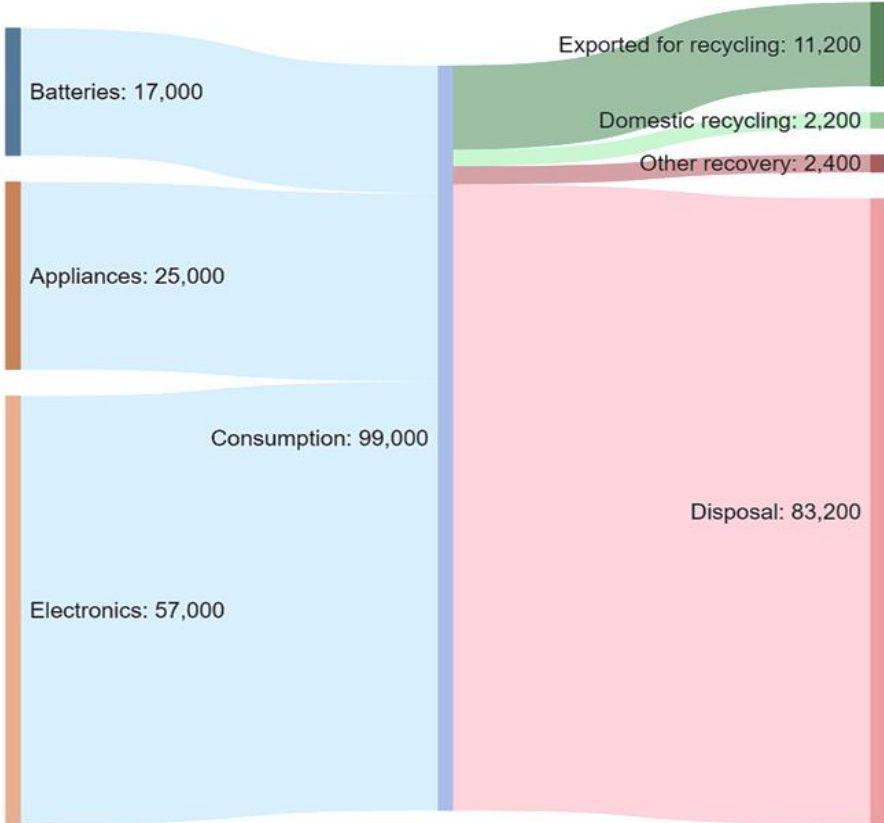 Batteries: 17,000
Appliances: 25,000
Electronics: 57,000
Consumption: 99,000
Exported for recycling: 11,200
Domestic recycling: 2,200
Other recovery: 2,400
Disposal: 83,200